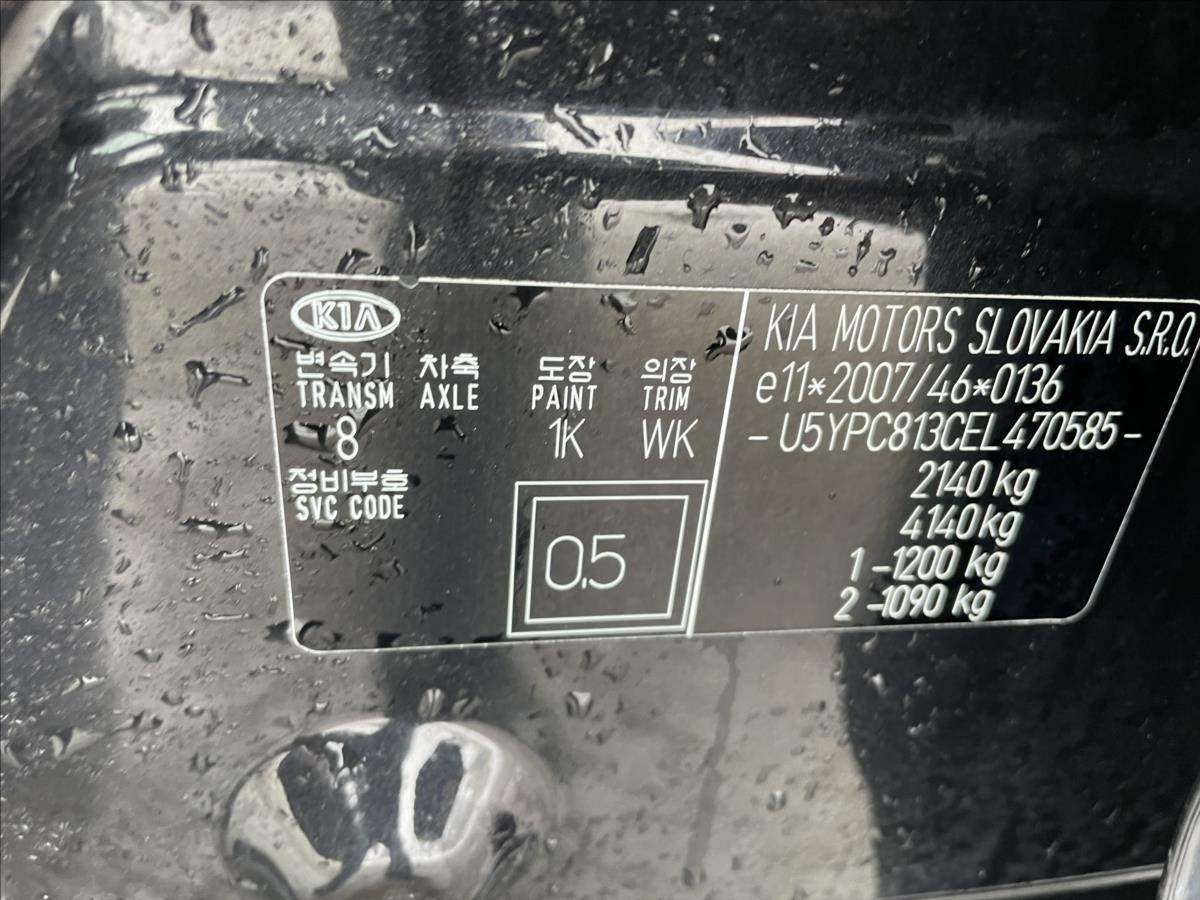 KIA
변속기 차축 도장 의장
TRANSM AXLE PAINT TRIM
8 1K WK
정비부호
SVC CODE
0.5
KIA MOTORS SLOVAKIA S.R.O.
e11*2007/46*0136
- U5YPC813CEL470585 -
2140 kg
4140 kg
1 -1200 kg
2 -1090 kg